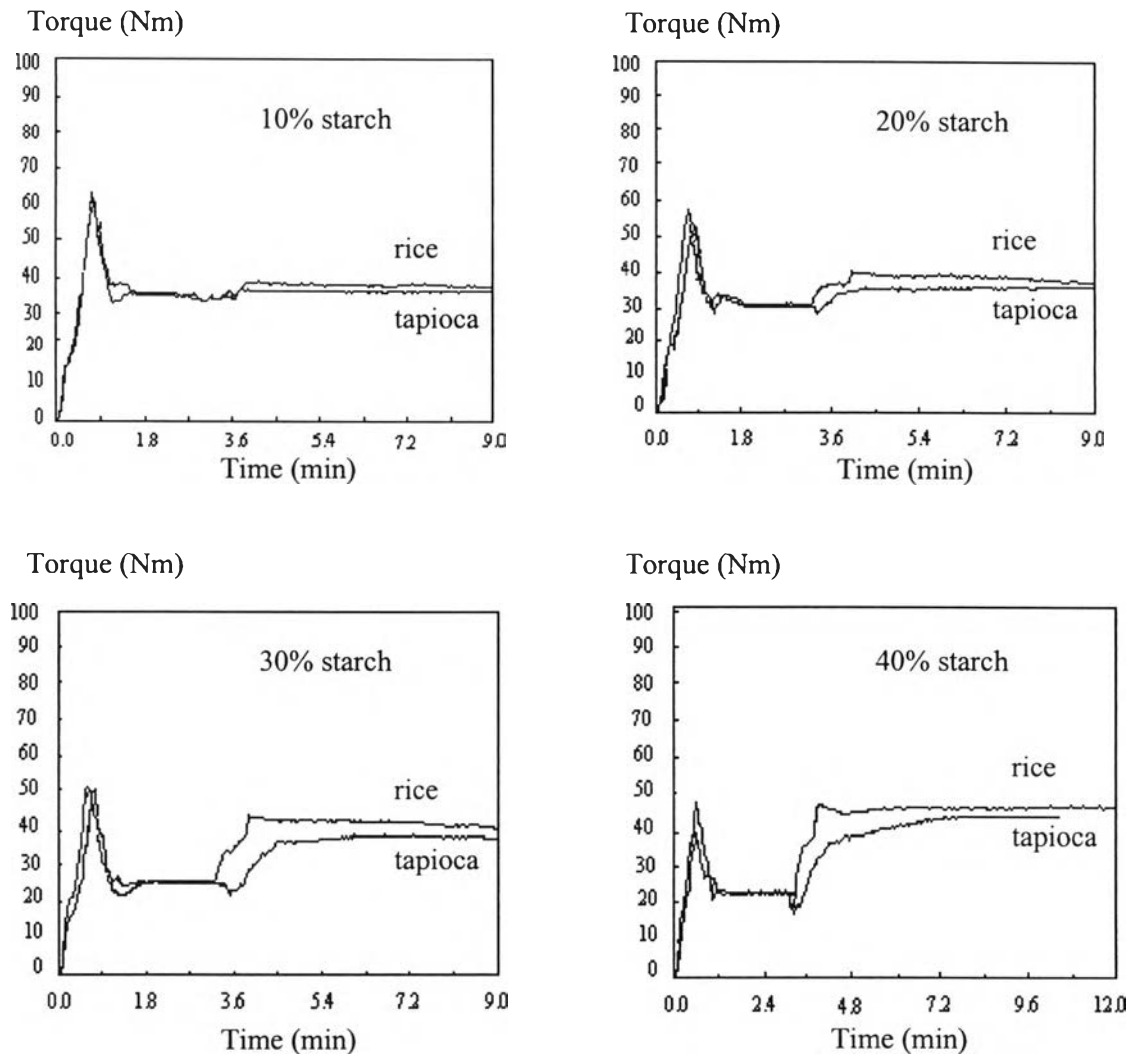 Torque (Nm)
100
90
80
70
60
50
40
30
20
10
0
10% starch
rice
tapioca
0.0 1.8 3.6 5.4 7.2 9.0
Time (min)
Torque (Nm)
100
90
80
70
60
50
40
30
20
10
0
20% starch
rice
tapioca
0.0 1.8 3.6 5.4 7.2 9.0
Time (min)
Torque (Nm)
100
90
80
70
60
50
40
30
20
10
0
30% starch
rice
tapioca
0.0 1.8 3.6 5.4 7.2 9.0
Time (min)
Torque (Nm)
100
90
80
70
60
50
40
30
20
10
0
40% starch
rice
tapioca
0.0 2.4 4.8 7.2 9.6 12.0
Time (min)